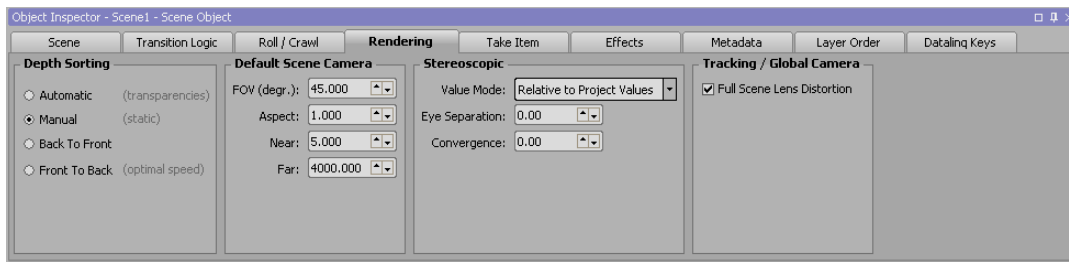 Object Inspector - Scene1 - Scene Object
Scene Transition Logic Roll / Crawl Rendering Take Item Effects Metadata Layer Order Datalinq Keys
Depth Sorting Default Scene Camera Stereoscopic Tracking / Global Camera
Automatic (transparencies) FOV (degr.): 45.000 Value Mode: Relative to Project Values Full Scene Lens Distortion
Manual (static) Aspect: 1.000 Eye Separation: 0.00
Back To Front Near: 5.000 Convergence: 0.00
Front To Back (optimal speed) Far: 4000.000